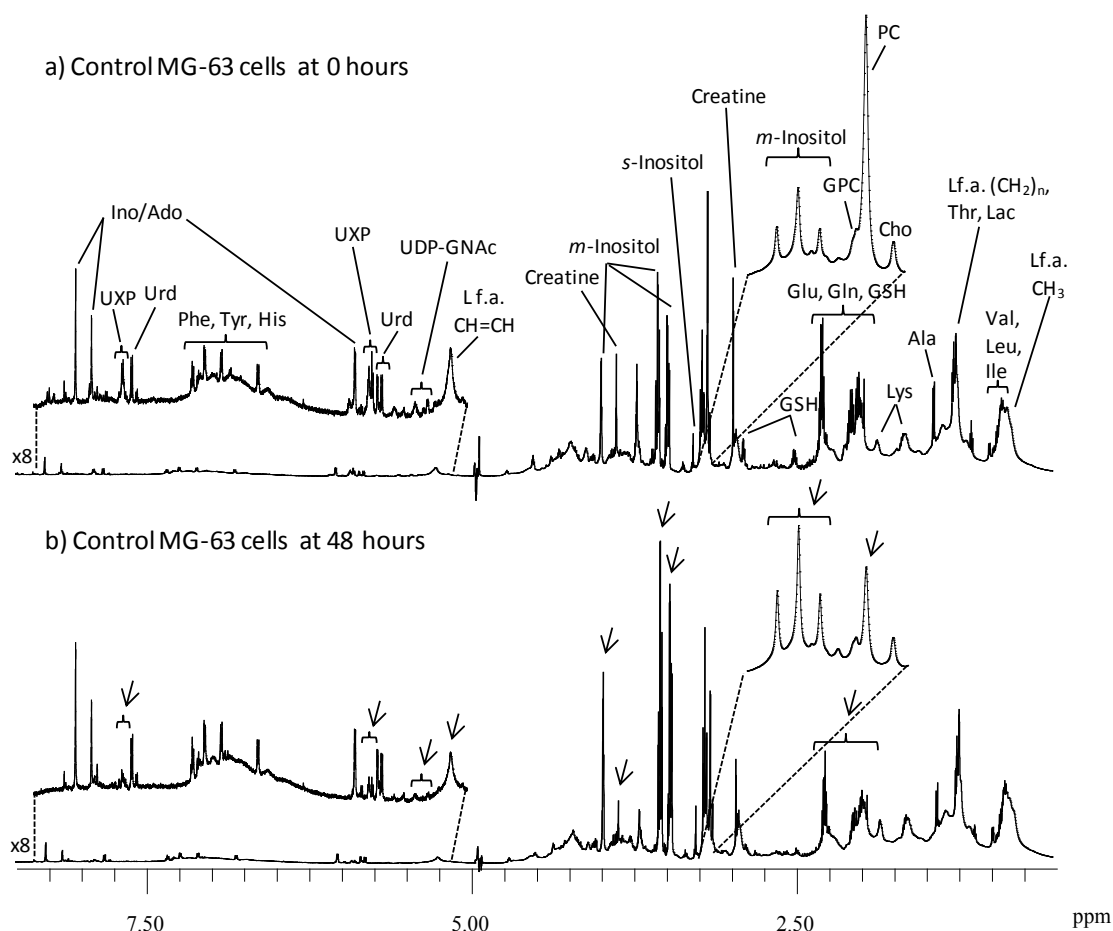 a) Control MG-63 cells at 0 hours
PC
Creatine
m-Inositol
s-Inositol
GPC
Cho
Lf.a. (CH₂)ₙ,
Thr, Lac
Lf.a.
CH₃
Ino/Ado
UXP
UDP-GNAc
m-Inositol
Creatine
UXP
Urd
Phe, Tyr, His
Urd
L f.a.
CH=CH
Glu, Gln, GSH
Val,
Leu,
Ile
Ala
Lys
GSH
x8
b) Control MG-63 cells at 48 hours
x8
7.50
5.00
2.50
ppm